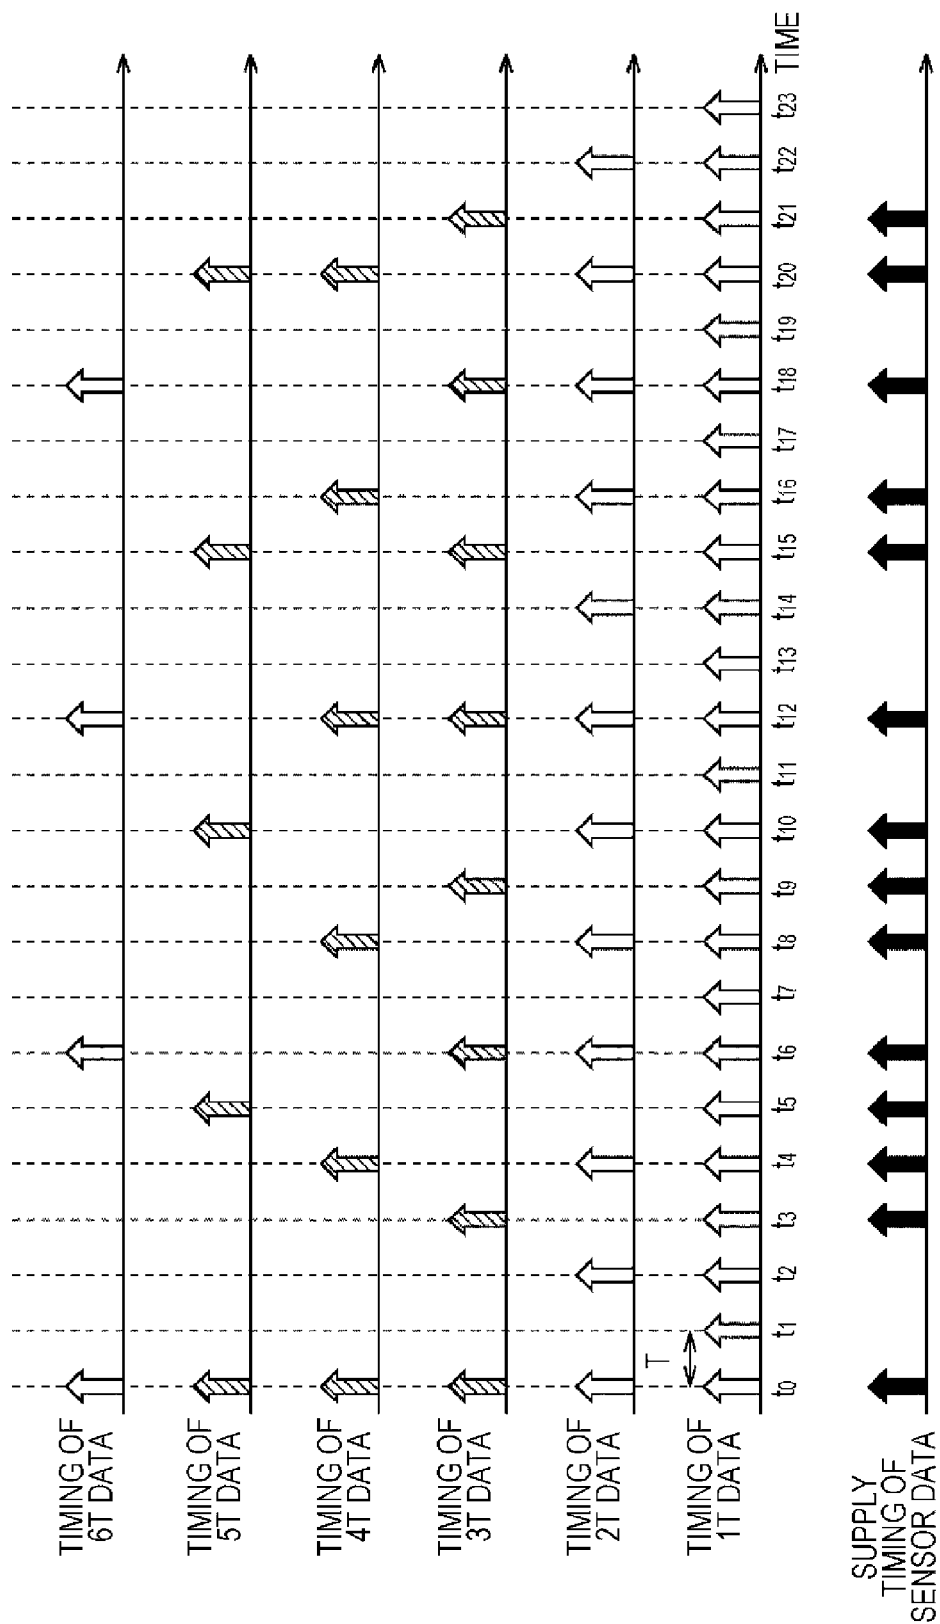 TIMING OF
6T DATA
TIMING OF
5T DATA
TIMING OF
4T DATA
TIMING OF
3T DATA
TIMING OF
2T DATA
T
TIMING OF
1T DATA
t0 t1 t2 t3 t4 t5 t6 t7 t8 t9 t10 t11 t12 t13 t14 t15 t16 t17 t18 t19 t20 t21 t22 t23 TIME
SUPPLY
TIMING OF
SENSOR DATA